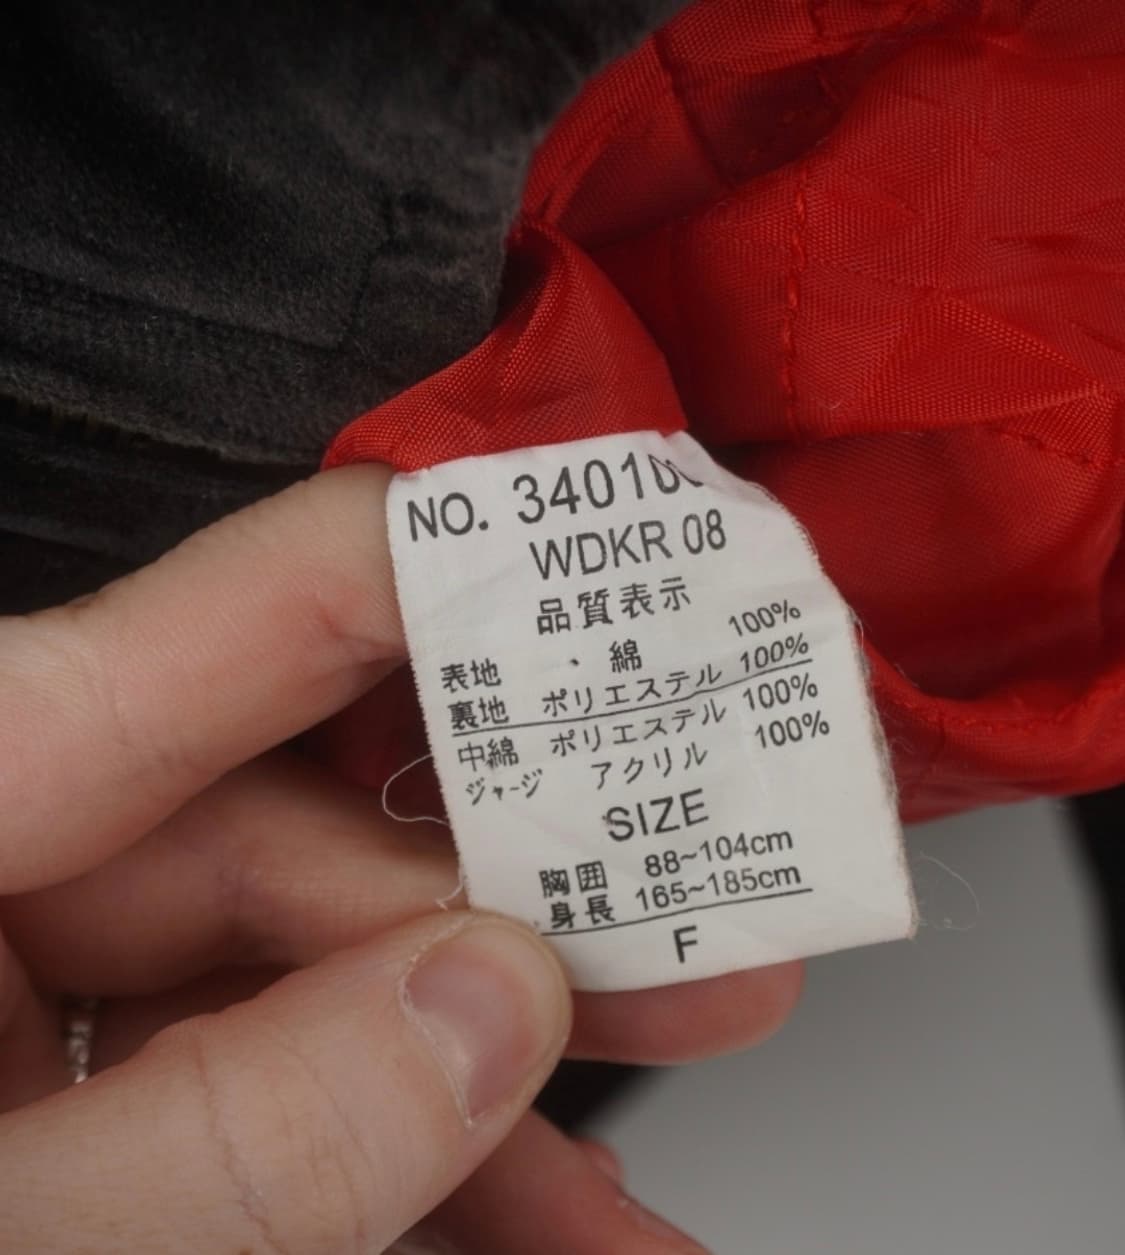 NO. 3401
WDKR 08
品質表示
表地 ・ 綿 100%
裏地 ポリエステル 100%
中綿 ポリエステル 100%
ジャージ アクリル 100%
SIZE
胸囲 88~104cm
身長 165~185cm
F